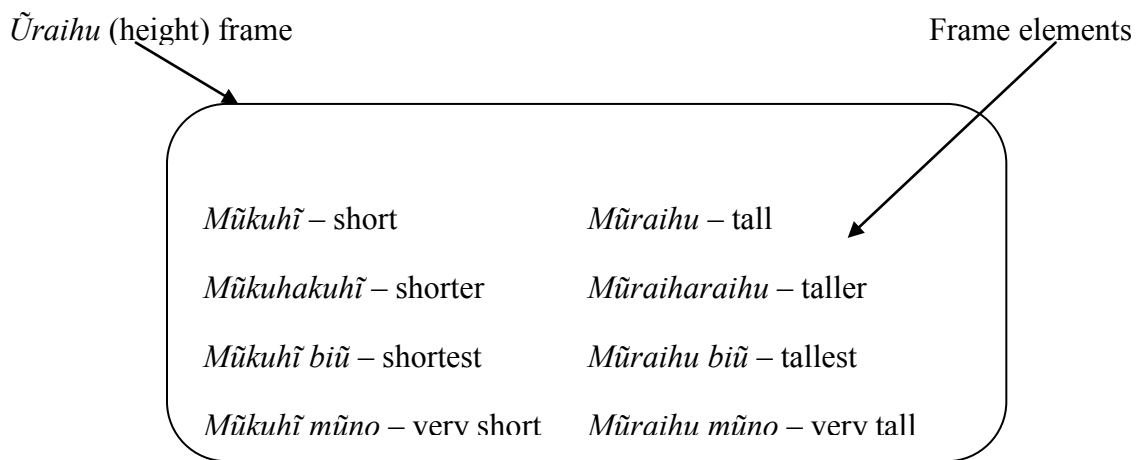 Ũraihu (height) frame Frame elements
Mũkuhĩ – short Mũraihu – tall
Mũkuhakuhĩ – shorter Mũraiharaihu – taller
Mũkuhĩ biũ – shortest Mũraihu biũ – tallest
Mũkuhĩ mũno – very short Mũraihu mũno – very tall